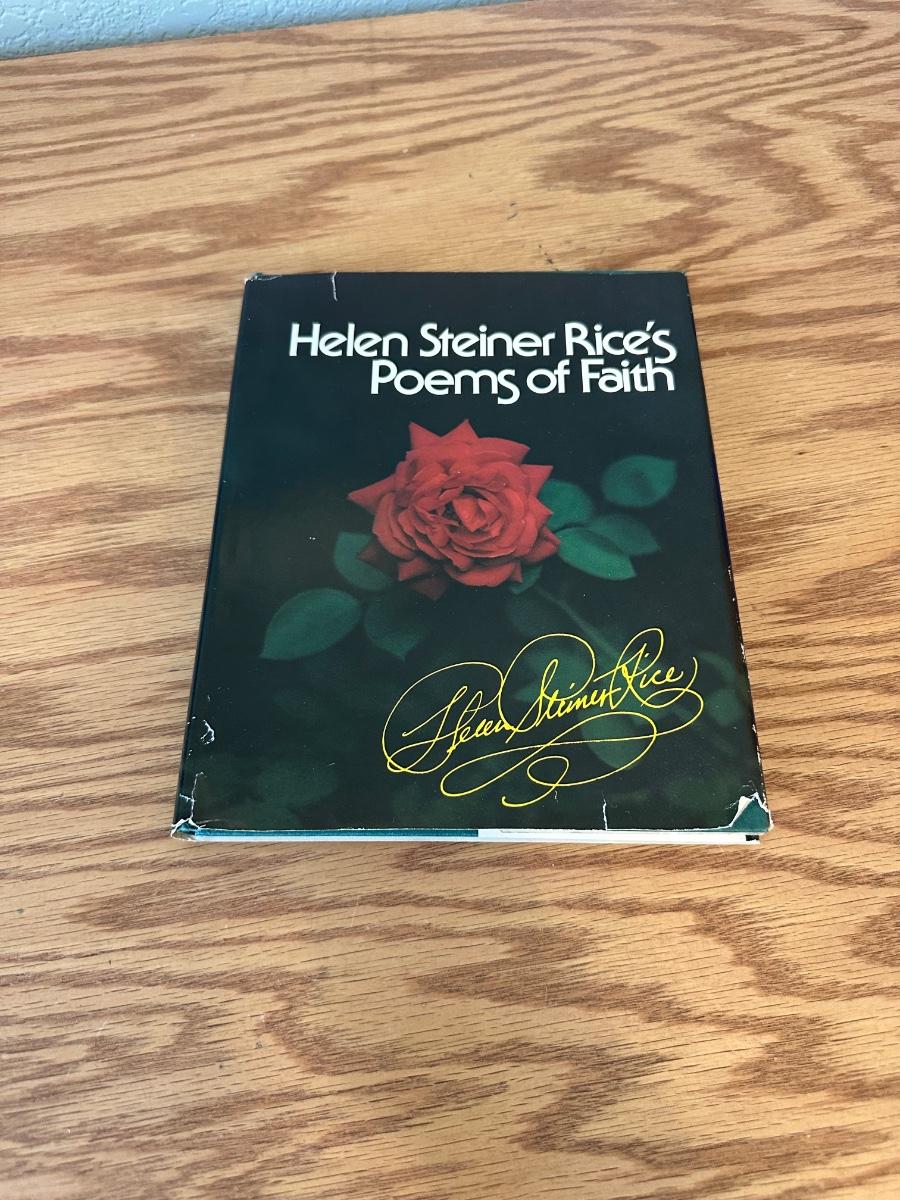 Helen Steiner Rice's
Poems of Faith
Helen Steiner Rice